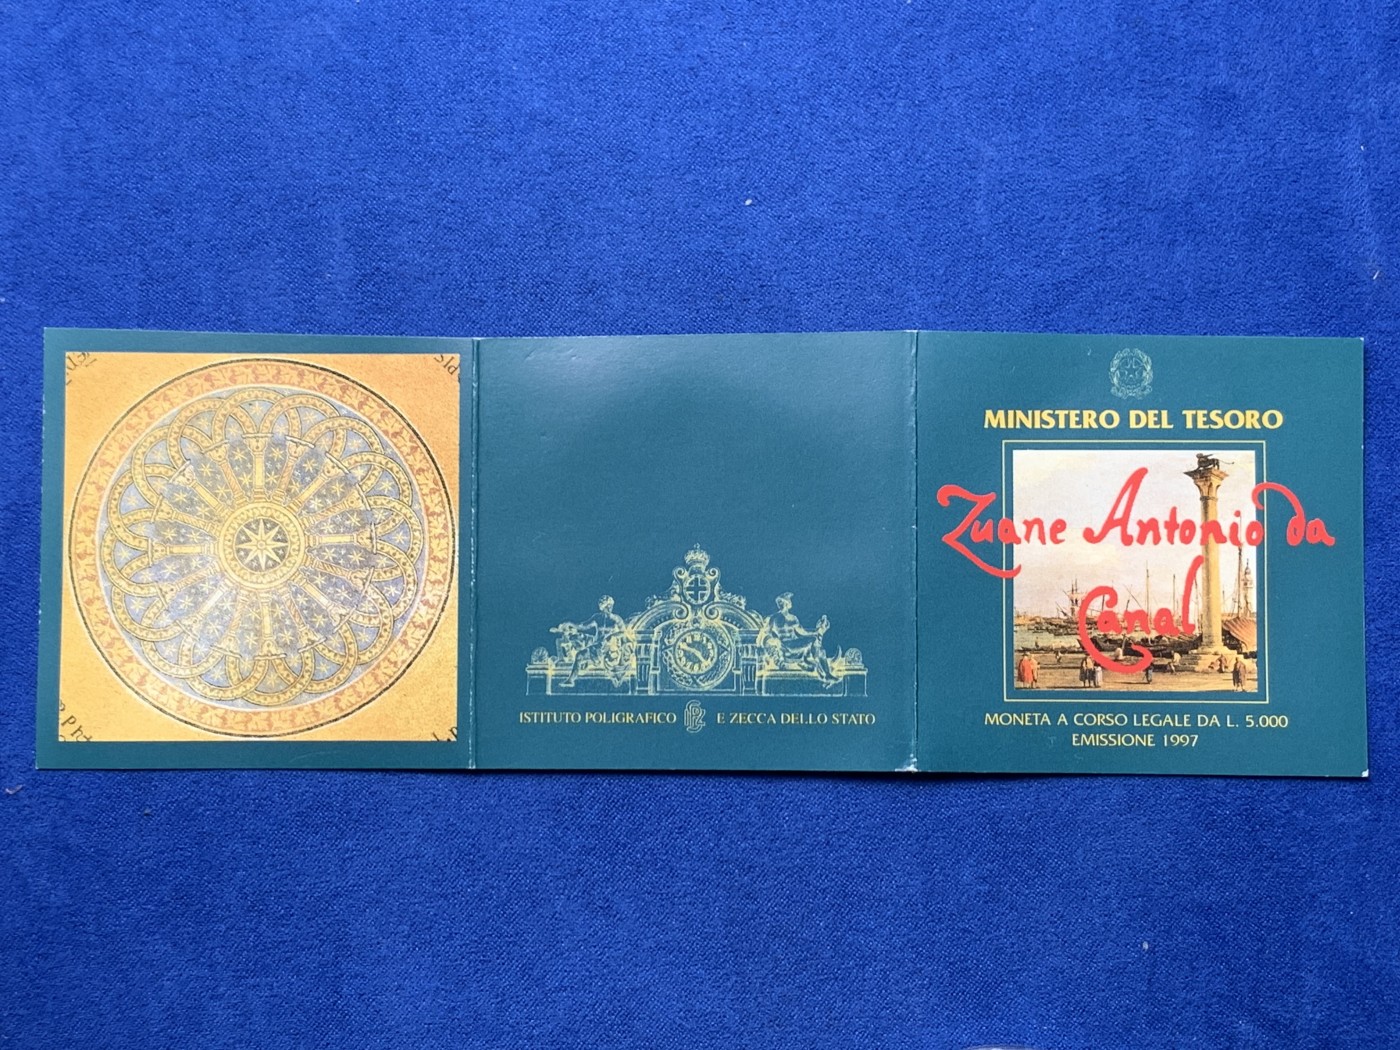 ISTITUTO POLIGRAFICO E ZECCA DELLO STATO
MINISTERO DEL TESORO
Zuane Antonio da
Canal
MONETA A CORSO LEGALE DA L. 5.000
EMISSIONE 1997